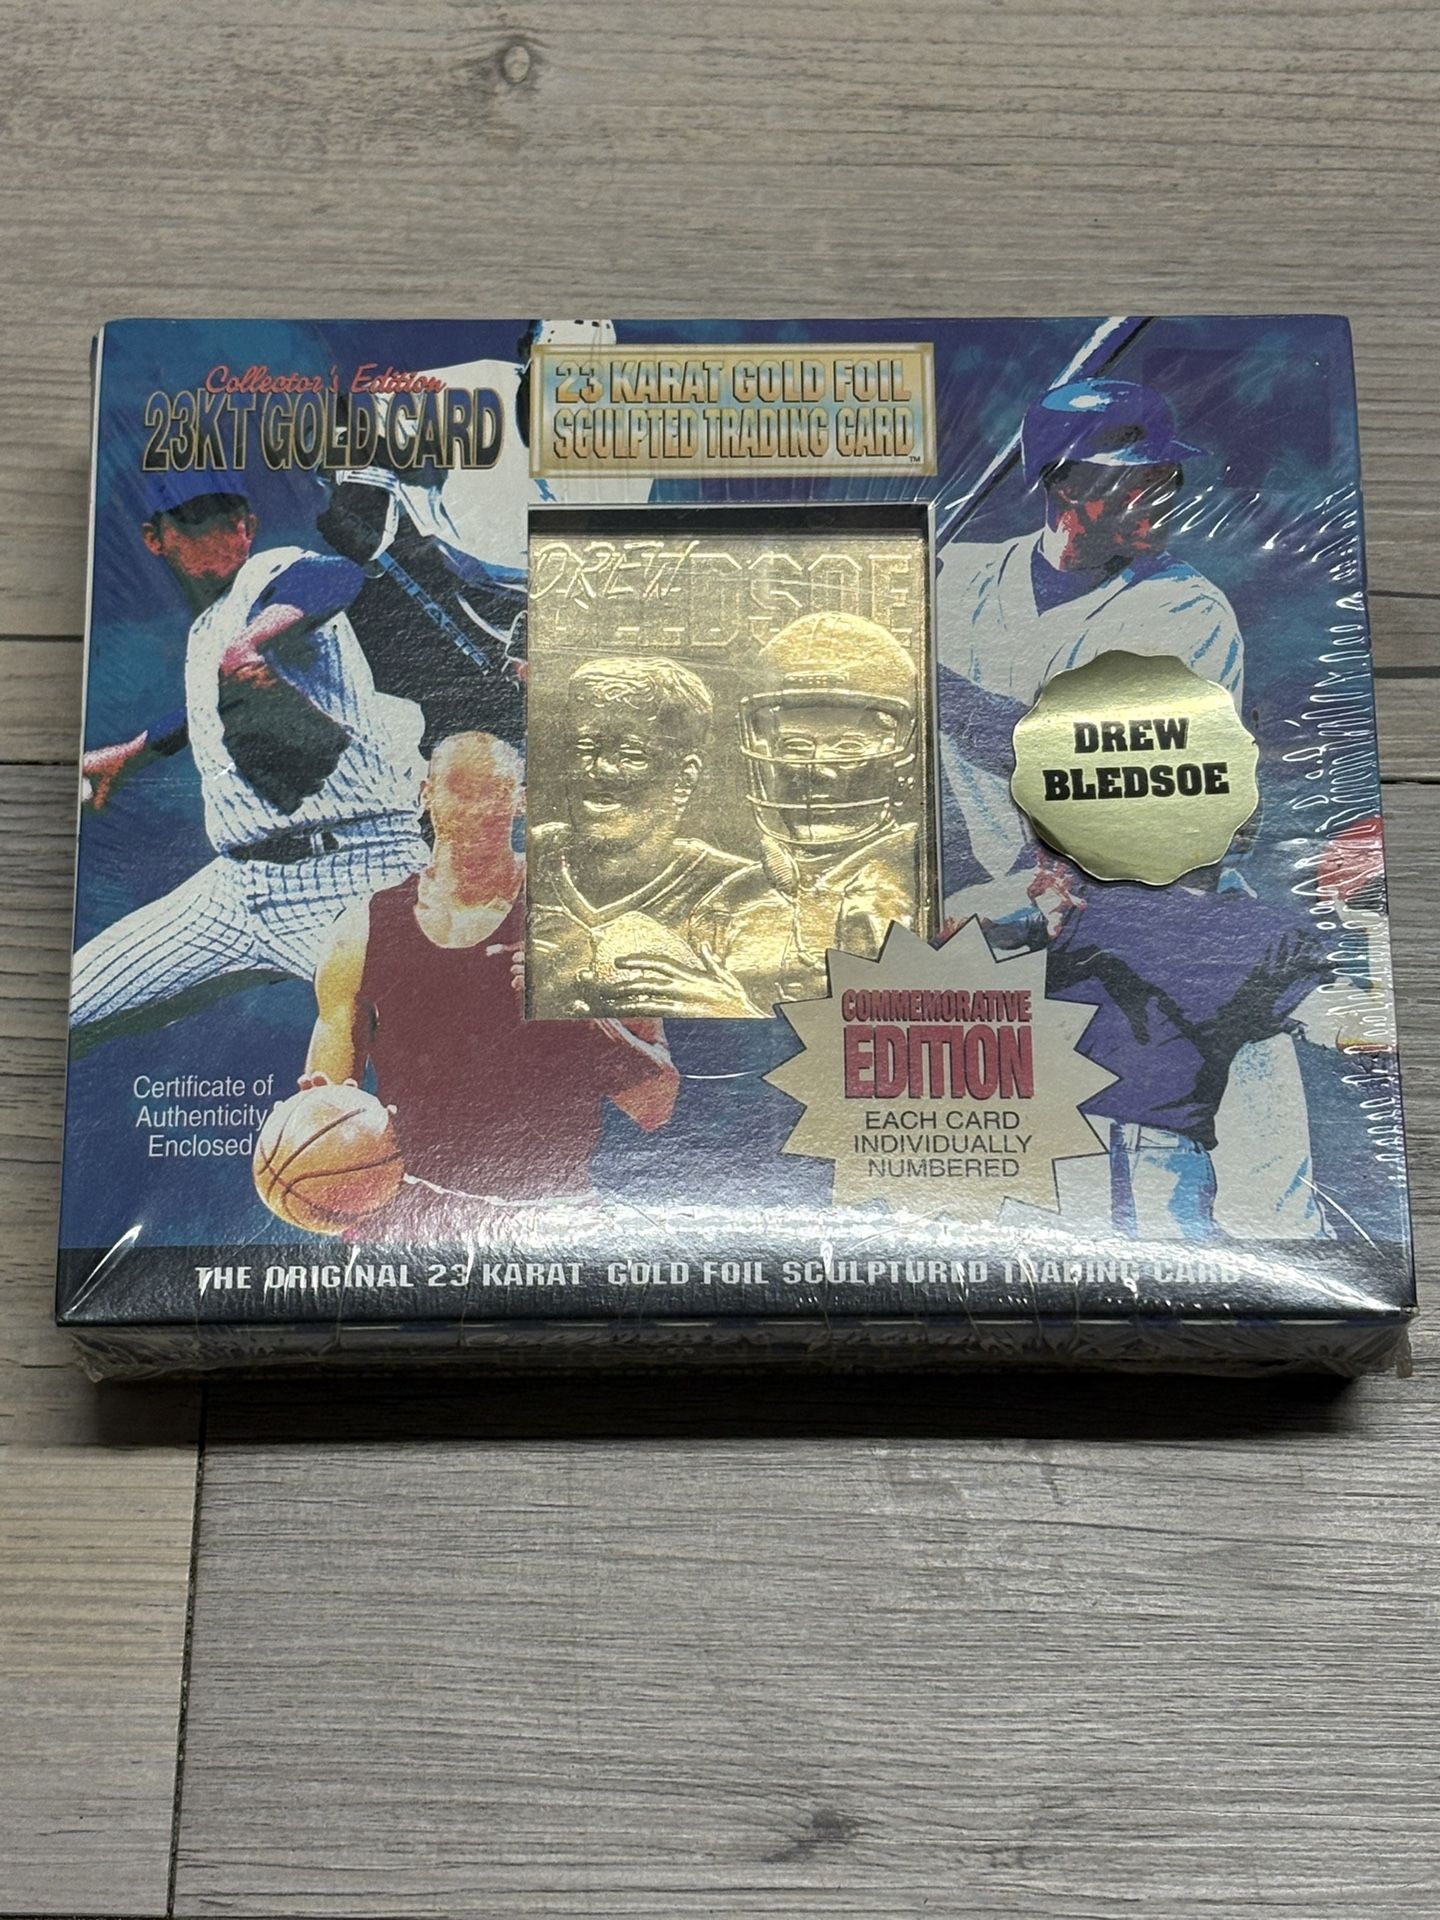 Collector's Edition
23KT GOLD CARD
23 KARAT GOLD FOIL
SCULPTED TRADING CARD™
DREW
BLEDSOE
DREW
BLEDSOE
COMMEMORATIVE
EDITION
EACH CARD
INDIVIDUALLY
NUMBERED
Certificate of
Authenticity
Enclosed
THE ORIGINAL 23 KARAT GOLD FOIL SCULPTURED TRADING CARD